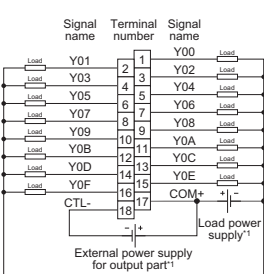 Signal name Terminal number Signal name
Load Y01 2 1 Y00 Load
Load Y03 4 3 Y02 Load
Load Y05 6 5 Y04 Load
Load Y07 8 7 Y06 Load
Load Y09 10 9 Y08 Load
Load Y0B 12 11 Y0A Load
Load Y0D 14 13 Y0C Load
Load Y0F 16 15 Y0E Load
CTL- 18 17 COM+ + -
Load power
supply*1
- +
External power supply
for output part*1